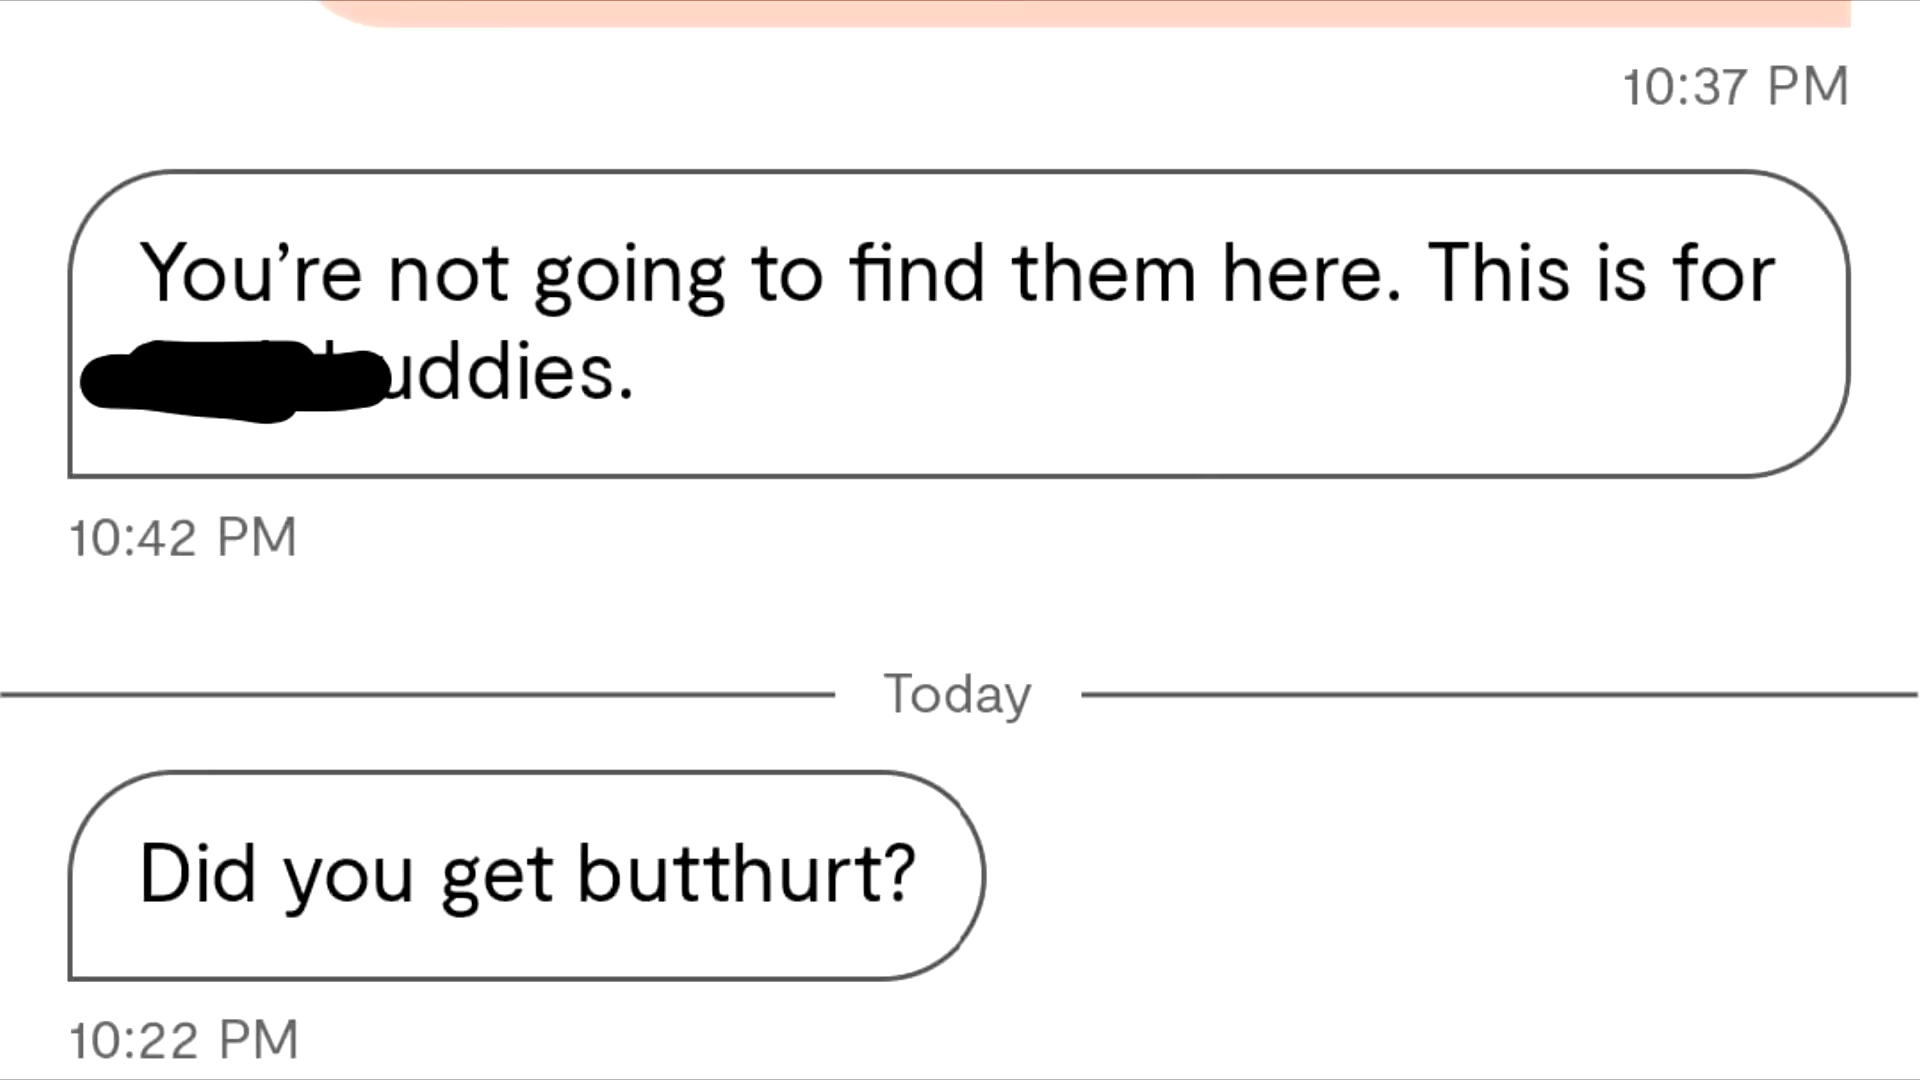 10:37 PM
You’re not going to find them here. This is for
uddies.
10:42 PM
Today
Did you get butthurt?
10:22 PM